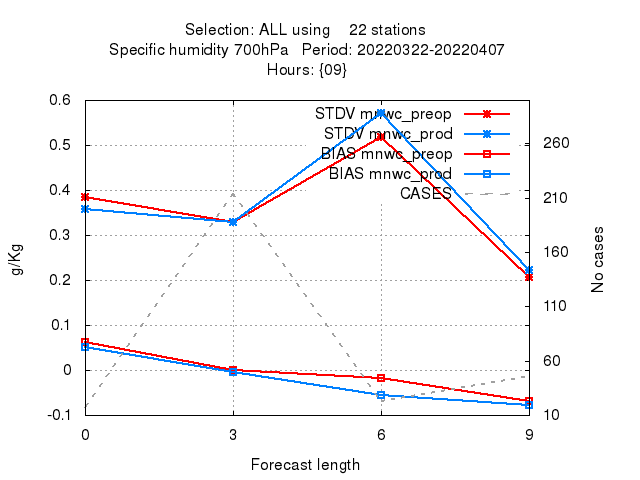 Selection: ALL using    22 stations
Specific humidity 700hPa   Period: 20220322-20220407
Hours: {09}
0.6
0.5
0.4
0.3
0.2
0.1
0
-0.1
g/Kg
STDV mnwc_preop
STDV mnwc_prod
BIAS mnwc_preop
BIAS mnwc_prod
CASES
260
210
160
110
60
10
No cases
0 3 6 9
Forecast length